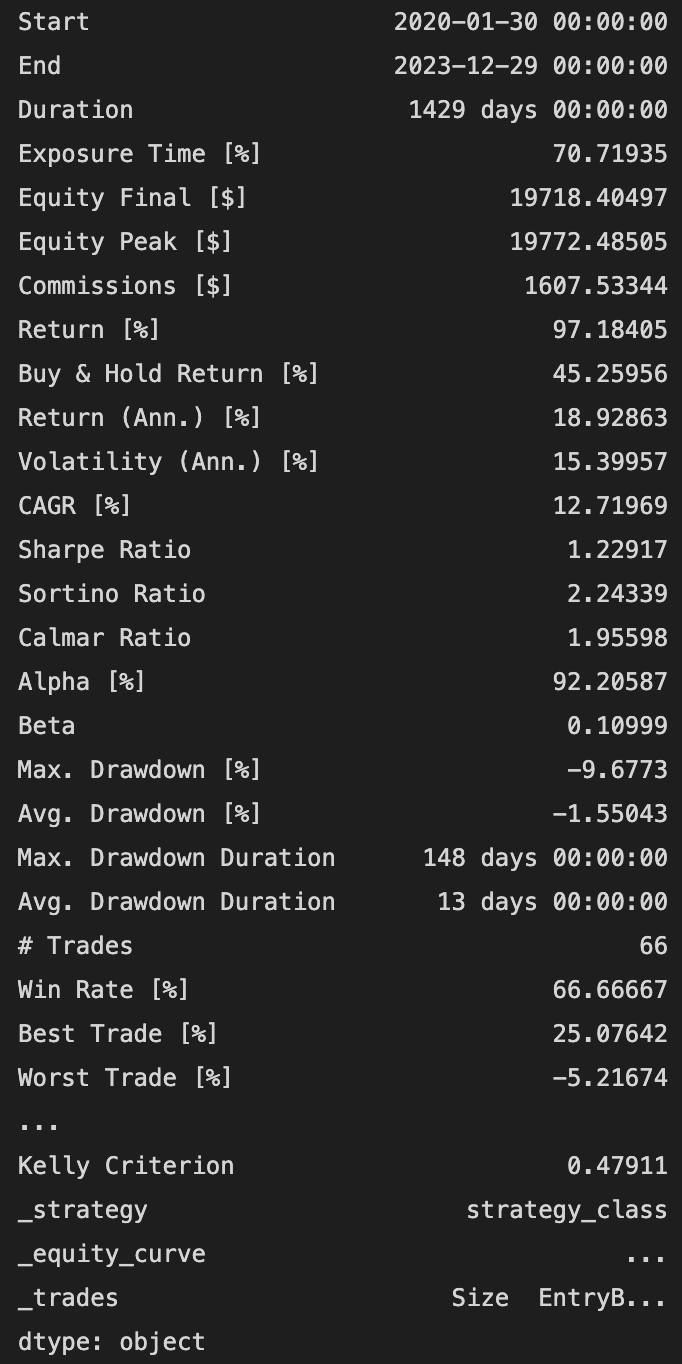 Start 2020-01-30 00:00:00
End 2023-12-29 00:00:00
Duration 1429 days 00:00:00
Exposure Time [%] 70.71935
Equity Final [$] 19718.40497
Equity Peak [$] 19772.48505
Commissions [$] 1607.53344
Return [%] 97.18405
Buy & Hold Return [%] 45.25956
Return (Ann.) [%] 18.92863
Volatility (Ann.) [%] 15.39957
CAGR [%] 12.71969
Sharpe Ratio 1.22917
Sortino Ratio 2.24339
Calmar Ratio 1.95598
Alpha [%] 92.20587
Beta 0.10999
Max. Drawdown [%] -9.6773
Avg. Drawdown [%] -1.55043
Max. Drawdown Duration 148 days 00:00:00
Avg. Drawdown Duration 13 days 00:00:00
# Trades 66
Win Rate [%] 66.66667
Best Trade [%] 25.07642
Worst Trade [%] -5.21674
...
Kelly Criterion 0.47911
_strategy strategy_class
_equity_curve ...
_trades Size EntryB...
dtype: object